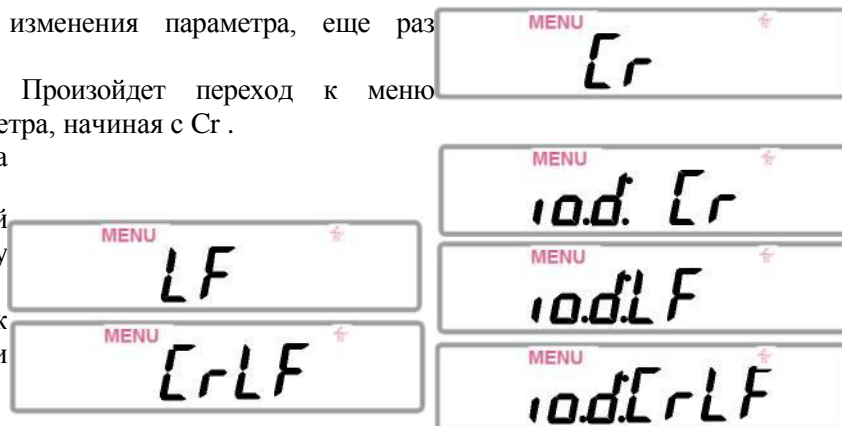 изменения параметра, еще раз
Произойдет переход к меню
етра, начиная с Cr .
а
й
у
к
и
MENU
Cr
MENU
io.d. Cr
MENU
LF
MENU
io.d.LF
MENU
CrLF
MENU
io.d.CrLF